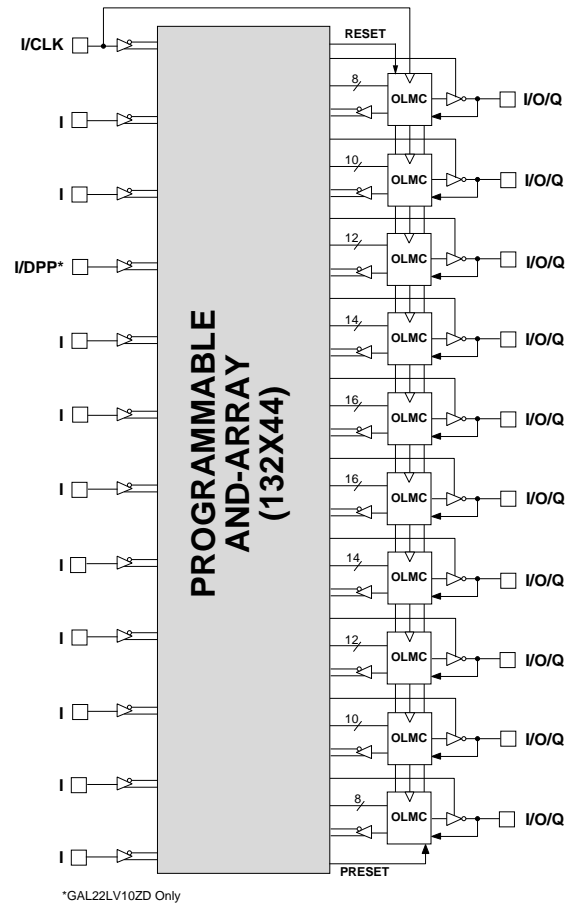 RESET
I/CLK
8
OLMC
I/O/Q
I
10
OLMC
I/O/Q
I
12
OLMC
I/O/Q
I/DPP*
14
OLMC
I/O/Q
I
16
OLMC
I/O/Q
I
PROGRAMMABLE
AND-ARRAY
(132X44)
16
OLMC
I/O/Q
I
14
OLMC
I/O/Q
I
12
OLMC
I/O/Q
I
10
OLMC
I/O/Q
I
8
OLMC
I/O/Q
I
I
PRESET
*GAL22LV10ZD Only